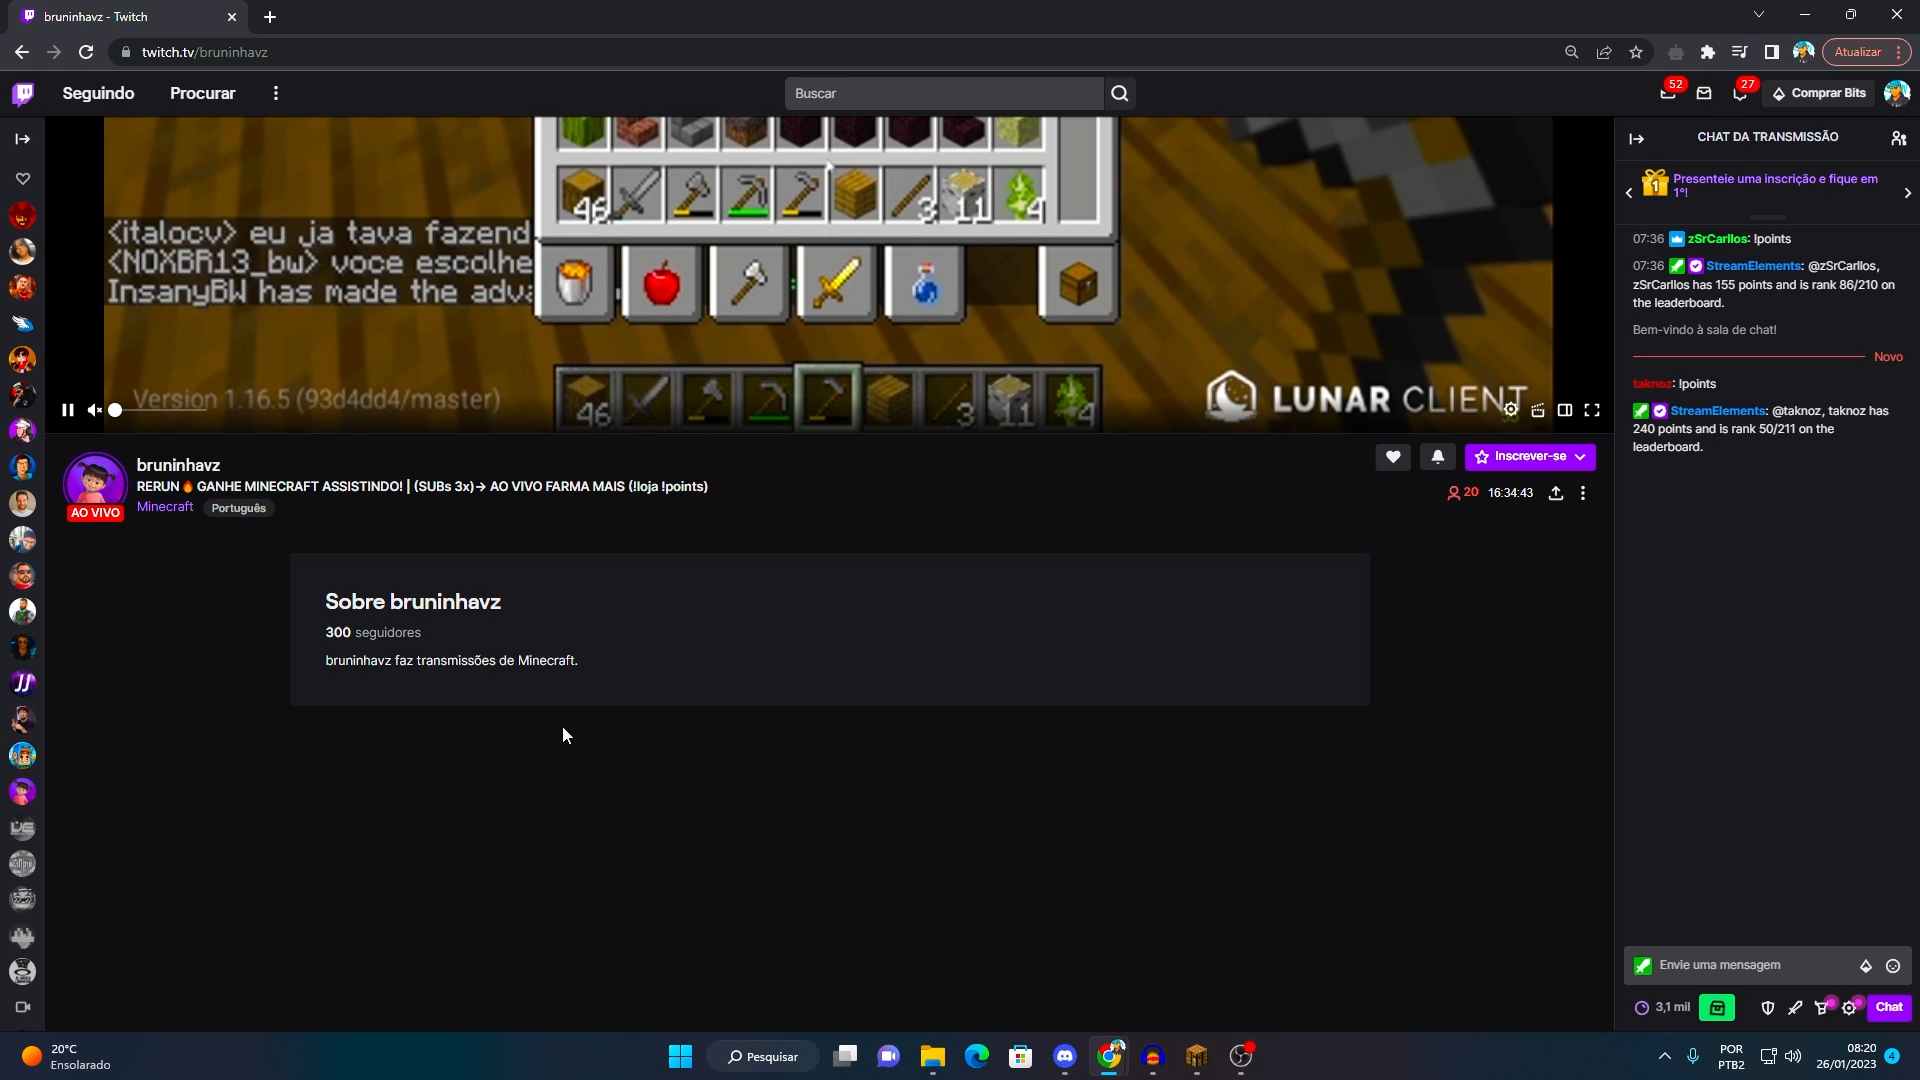 bruninhavz - Twitch
twitch.tv/bruninhavz
Atualizar
Seguindo
Procurar
Buscar
52
27
Comprar Bits
46
3
11
4
<italocv> eu ja tava fazend
<NOXBR13_bw> voce escolhe
InsanyBW has made the adv
Version 1.16.5 (93d4dd4/master)
46
3
11
4
LUNAR CLIENT
CHAT DA TRANSMISSÃO
1
Presenteie uma inscrição e fique em
1º!
07:36 zSrCarllos: !points
07:36 StreamElements: @zSrCarllos,
zSrCarllos has 155 points and is rank 86/210 on
the leaderboard.
Bem-vindo à sala de chat!
Novo
taknoz: !points
StreamElements: @taknoz, taknoz has
240 points and is rank 50/211 on the
leaderboard.
bruninhavz
RERUN🔥 GANHE MINECRAFT ASSISTINDO! | (SUBs 3x)→ AO VIVO FARMA MAIS (!loja !points)
AO VIVO
Minecraft
Português
Inscrever-se
20
16:34:43
Sobre bruninhavz
300 seguidores
bruninhavz faz transmissões de Minecraft.
Envie uma mensagem
3,1 mil
Chat
20°C
Ensolarado
Pesquisar
POR
PTB2
08:20
26/01/2023
4